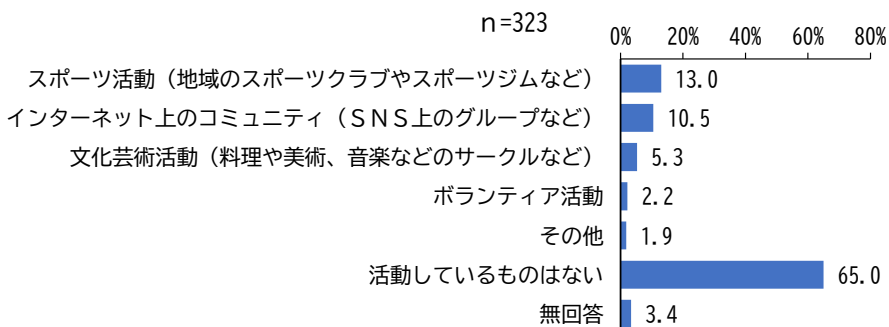 n=323
0% 20% 40% 60% 80%
スポーツ活動（地域のスポーツクラブやスポーツジムなど） 13.0
インターネット上のコミュニティ（ＳＮＳ上のグループなど） 10.5
文化芸術活動（料理や美術、音楽などのサークルなど） 5.3
ボランティア活動 2.2
その他 1.9
活動しているものはない 65.0
無回答 3.4